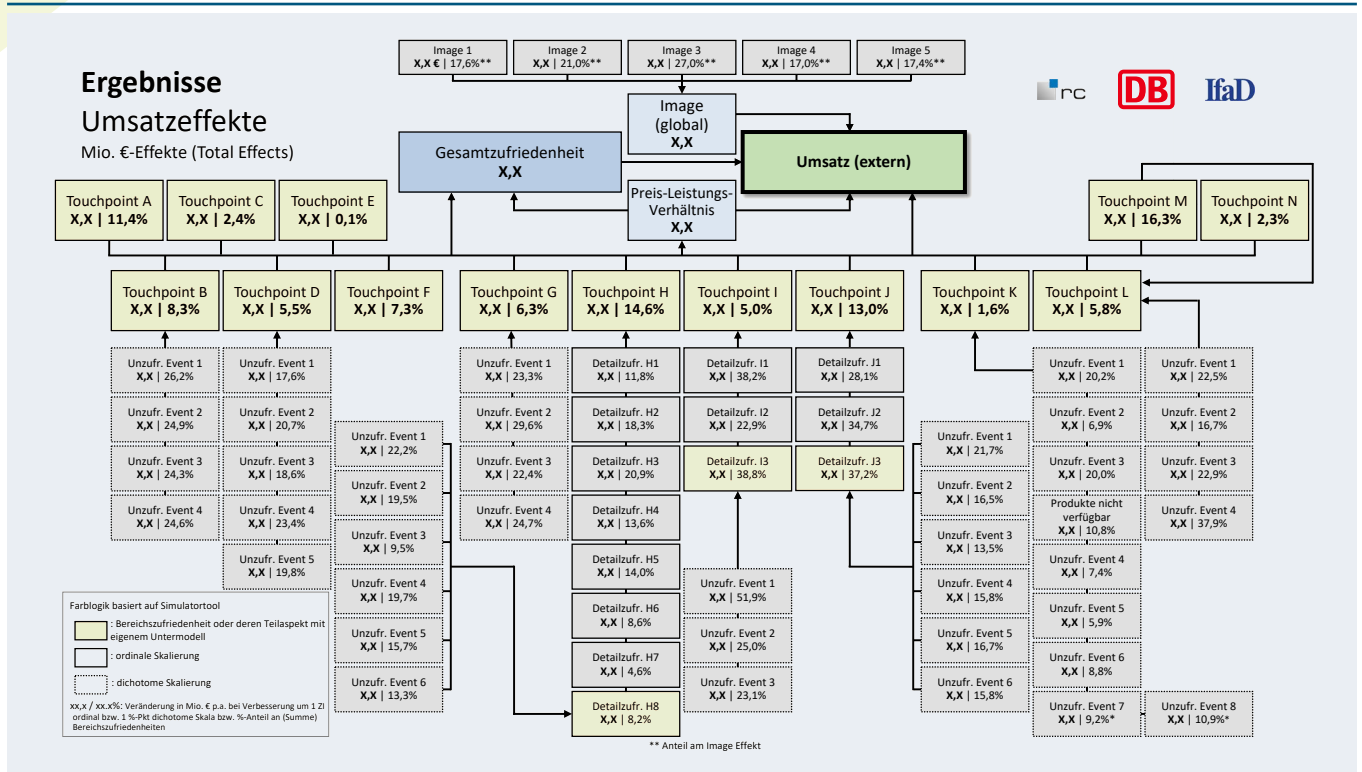 Ergebnisse
Umsatzeffekte
Mio. €-Effekte (Total Effects)
Image 1
X,X € | 17,6%**
Image 2
X,X | 21,0%**
Image 3
X,X | 27,0%**
Image 4
X,X | 17,0%**
Image 5
X,X | 17,4%**
rc
DB
IfaD
Image
(global)
X,X
Gesamtzufriedenheit
X,X
Umsatz (extern)
Preis-Leistungs-
Verhältnis
X,X
Touchpoint A
X,X | 11,4%
Touchpoint C
X,X | 2,4%
Touchpoint E
X,X | 0,1%
Touchpoint M
X,X | 16,3%
Touchpoint N
X,X | 2,3%
Touchpoint B
X,X | 8,3%
Touchpoint D
X,X | 5,5%
Touchpoint F
X,X | 7,3%
Touchpoint G
X,X | 6,3%
Touchpoint H
X,X | 14,6%
Touchpoint I
X,X | 5,0%
Touchpoint J
X,X | 13,0%
Touchpoint K
X,X | 1,6%
Touchpoint L
X,X | 5,8%
Unzufr. Event 1
X,X | 26,2%
Unzufr. Event 2
X,X | 24,9%
Unzufr. Event 3
X,X | 24,3%
Unzufr. Event 4
X,X | 24,6%
Unzufr. Event 1
X,X | 17,6%
Unzufr. Event 2
X,X | 20,7%
Unzufr. Event 3
X,X | 18,6%
Unzufr. Event 4
X,X | 23,4%
Unzufr. Event 5
X,X | 19,8%
Unzufr. Event 1
X,X | 22,2%
Unzufr. Event 2
X,X | 19,5%
Unzufr. Event 3
X,X | 9,5%
Unzufr. Event 4
X,X | 19,7%
Unzufr. Event 5
X,X | 15,7%
Unzufr. Event 6
X,X | 13,3%
Unzufr. Event 1
X,X | 23,3%
Unzufr. Event 2
X,X | 29,6%
Unzufr. Event 3
X,X | 22,4%
Unzufr. Event 4
X,X | 24,7%
Detailzufr. H1
X,X | 11,8%
Detailzufr. H2
X,X | 18,3%
Detailzufr. H3
X,X | 20,9%
Detailzufr. H4
X,X | 13,6%
Detailzufr. H5
X,X | 14,0%
Detailzufr. H6
X,X | 8,6%
Detailzufr. H7
X,X | 4,6%
Detailzufr. H8
X,X | 8,2%
Detailzufr. I1
X,X | 38,2%
Detailzufr. I2
X,X | 22,9%
Detailzufr. I3
X,X | 38,8%
Unzufr. Event 1
X,X | 51,9%
Unzufr. Event 2
X,X | 25,0%
Unzufr. Event 3
X,X | 23,1%
Detailzufr. J1
X,X | 28,1%
Detailzufr. J2
X,X | 34,7%
Detailzufr. J3
X,X | 37,2%
Unzufr. Event 1
X,X | 21,7%
Unzufr. Event 2
X,X | 16,5%
Unzufr. Event 3
X,X | 13,5%
Unzufr. Event 4
X,X | 15,8%
Unzufr. Event 5
X,X | 16,7%
Unzufr. Event 6
X,X | 15,8%
Unzufr. Event 1
X,X | 20,2%
Unzufr. Event 2
X,X | 6,9%
Unzufr. Event 3
X,X | 20,0%
Produkte nicht
verfügbar
X,X | 10,8%
Unzufr. Event 4
X,X | 7,4%
Unzufr. Event 5
X,X | 5,9%
Unzufr. Event 6
X,X | 8,8%
Unzufr. Event 7
X,X | 9,2%*
Unzufr. Event 8
X,X | 10,9%*
Unzufr. Event 1
X,X | 22,5%
Unzufr. Event 2
X,X | 16,7%
Unzufr. Event 3
X,X | 22,9%
Unzufr. Event 4
X,X | 37,9%
Farblogik basiert auf Simulatortool
: Bereichszufriedenheit oder deren Teilaspekt mit
eigenem Untermodell
: ordinale Skalierung
: dichotome Skalierung
xx,x / xx.x%: Veränderung in Mio. € p.a. bei Verbesserung um 1 ZI
ordinal bzw. 1 %-Pkt dichotome Skala bzw. %-Anteil an (Summe)
Bereichszufriedenheiten
** Anteil am Image Effekt